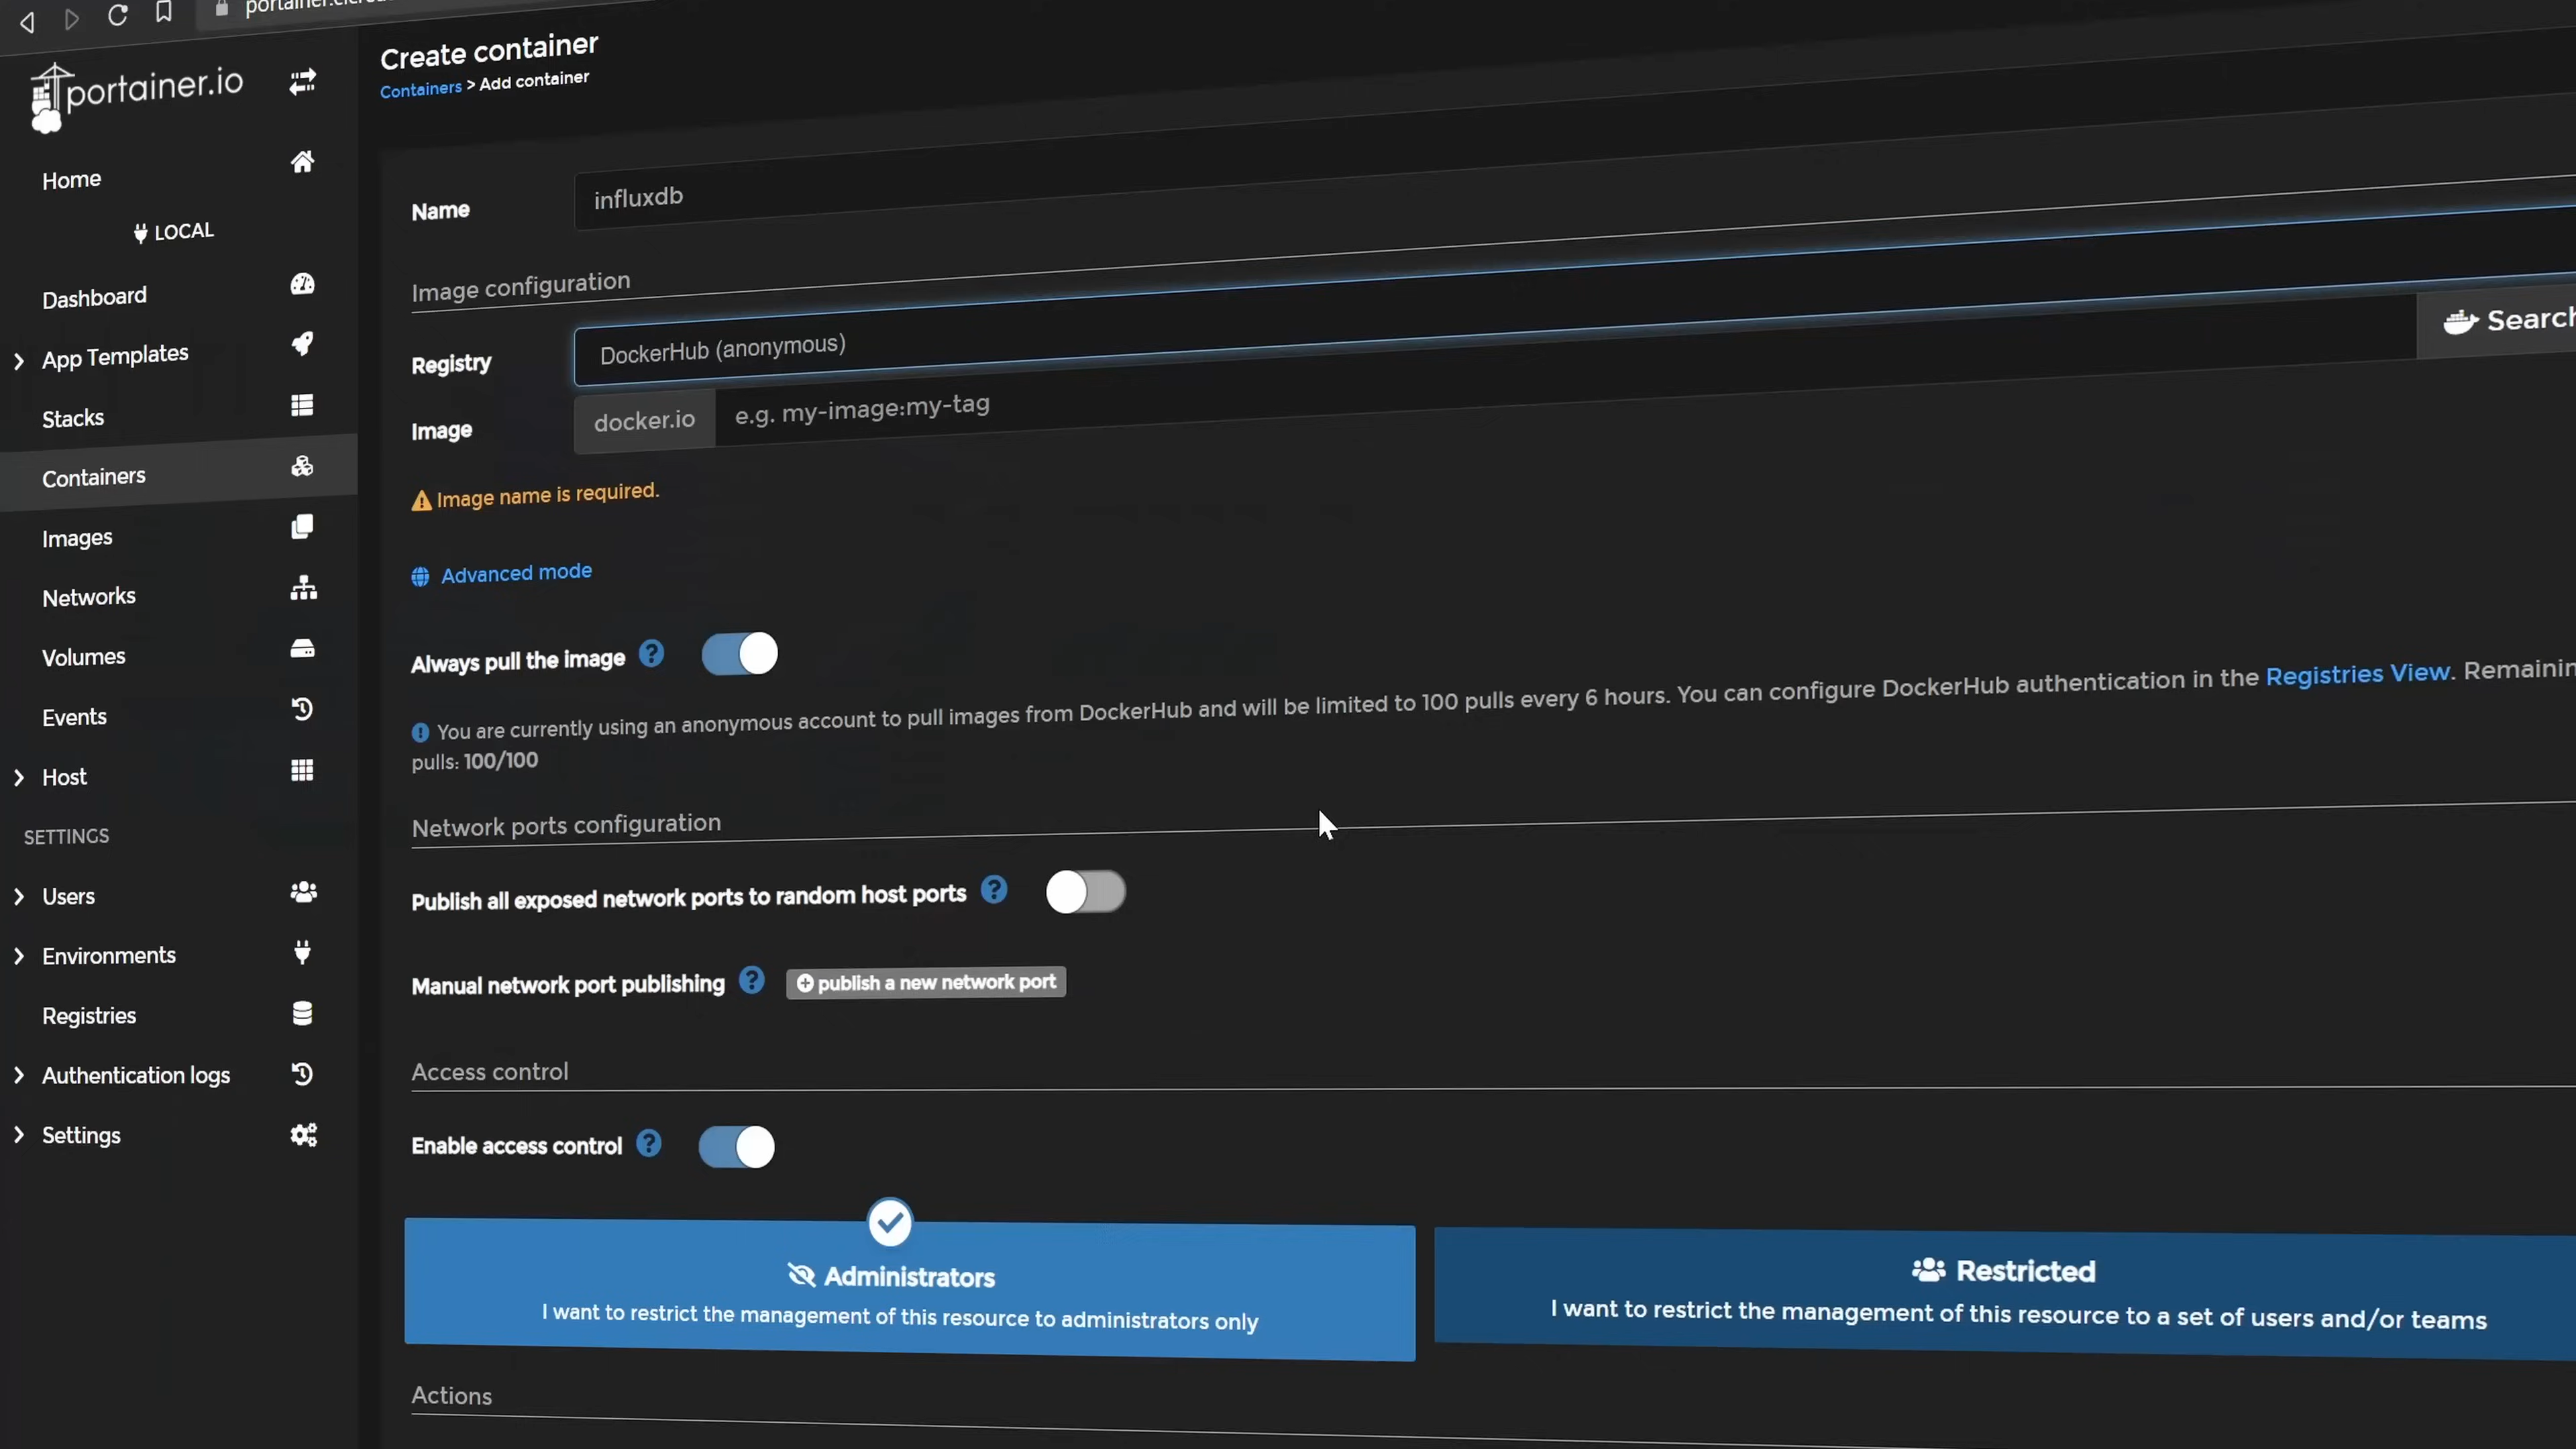 Create container
Containers > Add container
portainer.io
Home
LOCAL
Dashboard
App Templates
Stacks
Containers
Images
Networks
Volumes
Events
Host
SETTINGS
Users
Environments
Registries
Authentication logs
Settings
Name
influxdb
Image configuration
Registry
DockerHub (anonymous)
Image
docker.io
e.g. my-image:my-tag
Search
Image name is required.
Advanced mode
Always pull the image
You are currently using an anonymous account to pull images from DockerHub and will be limited to 100 pulls every 6 hours. You can configure DockerHub authentication in the Registries View. Remainin
pulls: 100/100
Network ports configuration
Publish all exposed network ports to random host ports
Manual network port publishing
publish a new network port
Access control
Enable access control
Administrators
I want to restrict the management of this resource to administrators only
Restricted
I want to restrict the management of this resource to a set of users and/or teams
Actions